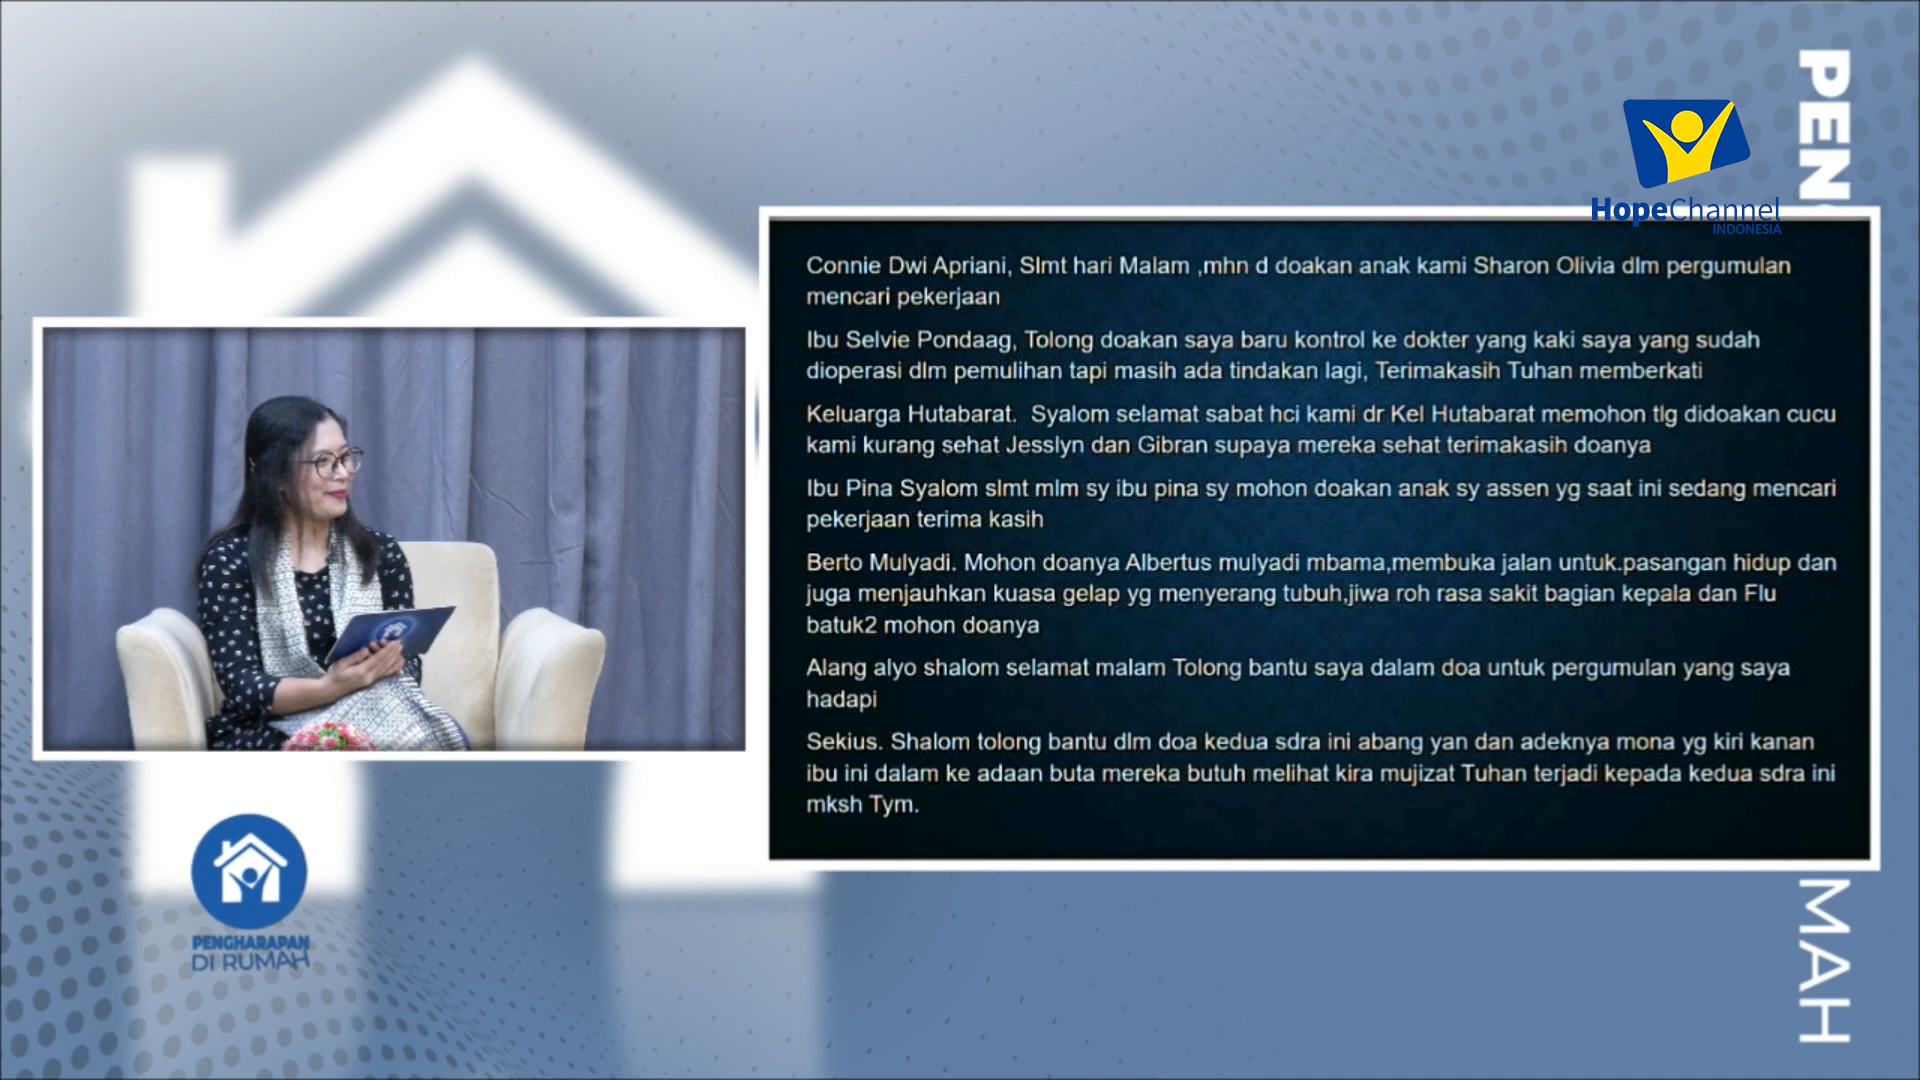 PEN
HopeChannel
INDONESIA
Connie Dwi Apriani, Slmt hari Malam ,mhn d doakan anak kami Sharon Olivia dlm pergumulan
mencari pekerjaan
Ibu Selvie Pondaag, Tolong doakan saya baru kontrol ke dokter yang kaki saya yang sudah
dioperasi dlm pemulihan tapi masih ada tindakan lagi, Terimakasih Tuhan memberkati
Keluarga Hutabarat. Syalom selamat sabat hci kami dr Kel Hutabarat memohon tlg didoakan cucu
kami kurang sehat Jesslyn dan Gibran supaya mereka sehat terimakasih doanya
Ibu Pina Syalom slmt mlm sy ibu pina sy mohon doakan anak sy assen yg saat ini sedang mencari
pekerjaan terima kasih
Berto Mulyadi. Mohon doanya Albertus mulyadi mbama,membuka jalan untuk.pasangan hidup dan
juga menjauhkan kuasa gelap yg menyerang tubuh,jiwa roh rasa sakit bagian kepala dan Flu
batuk2 mohon doanya
Alang alyo shalom selamat malam Tolong bantu saya dalam doa untuk pergumulan yang saya
hadapi
Sekius. Shalom tolong bantu dlm doa kedua sdra ini abang yan dan adeknya mona yg kiri kanan
ibu ini dalam ke adaan buta mereka butuh melihat kira mujizat Tuhan terjadi kepada kedua sdra ini
mksh Tym.
PENGHARAPAN
DI RUMAH
MAH